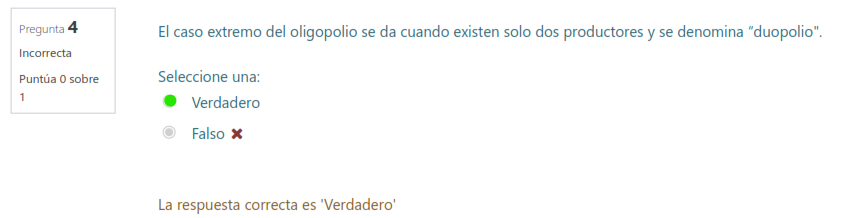 Pregunta 4
Incorrecta
Puntúa 0 sobre
1
El caso extremo del oligopolio se da cuando existen solo dos productores y se denomina "duopolio".
Seleccione una:
Verdadero
Falso
La respuesta correcta es 'Verdadero'